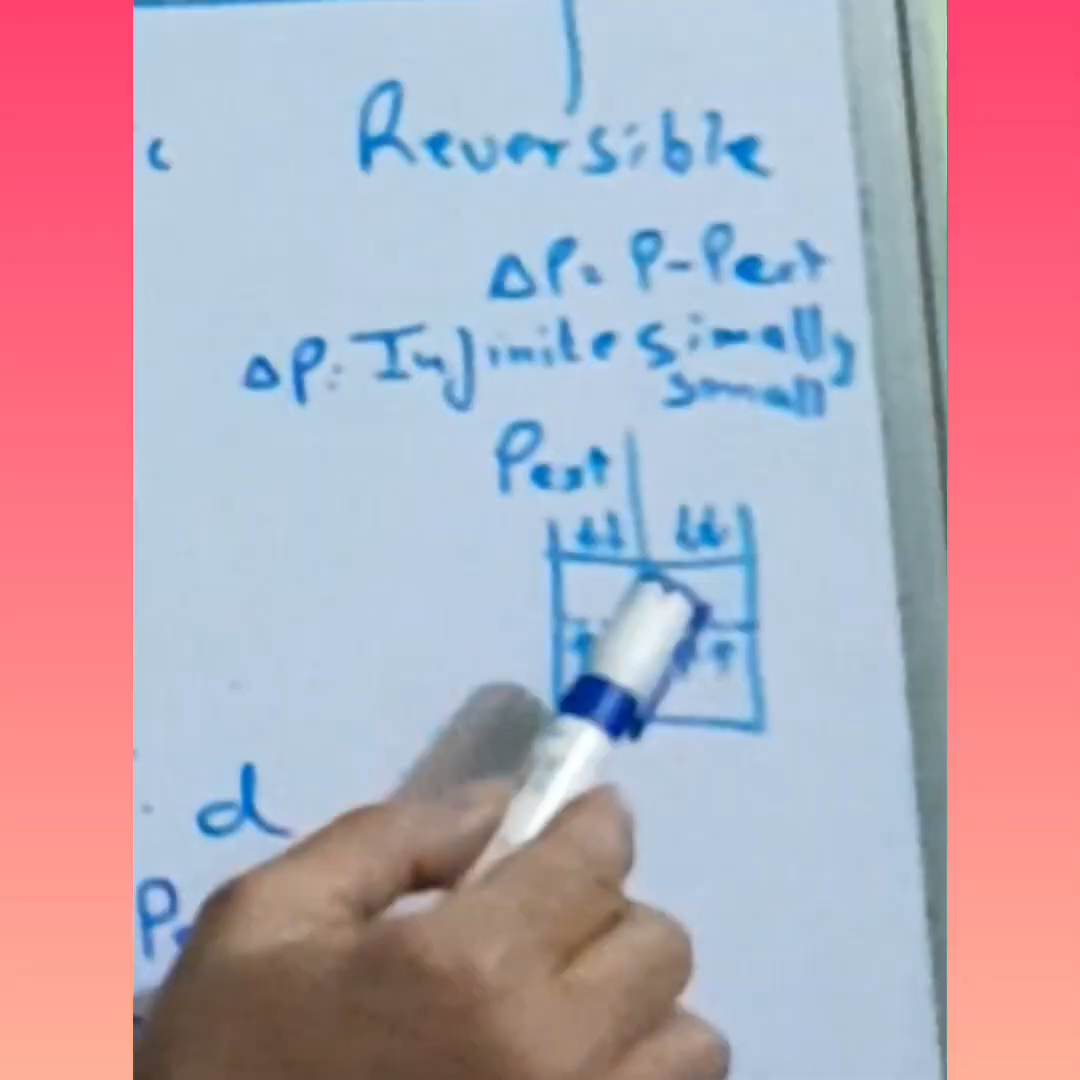 Reversible
ΔP = P - Pext
ΔP: Infinitesimally
small
Pext
d